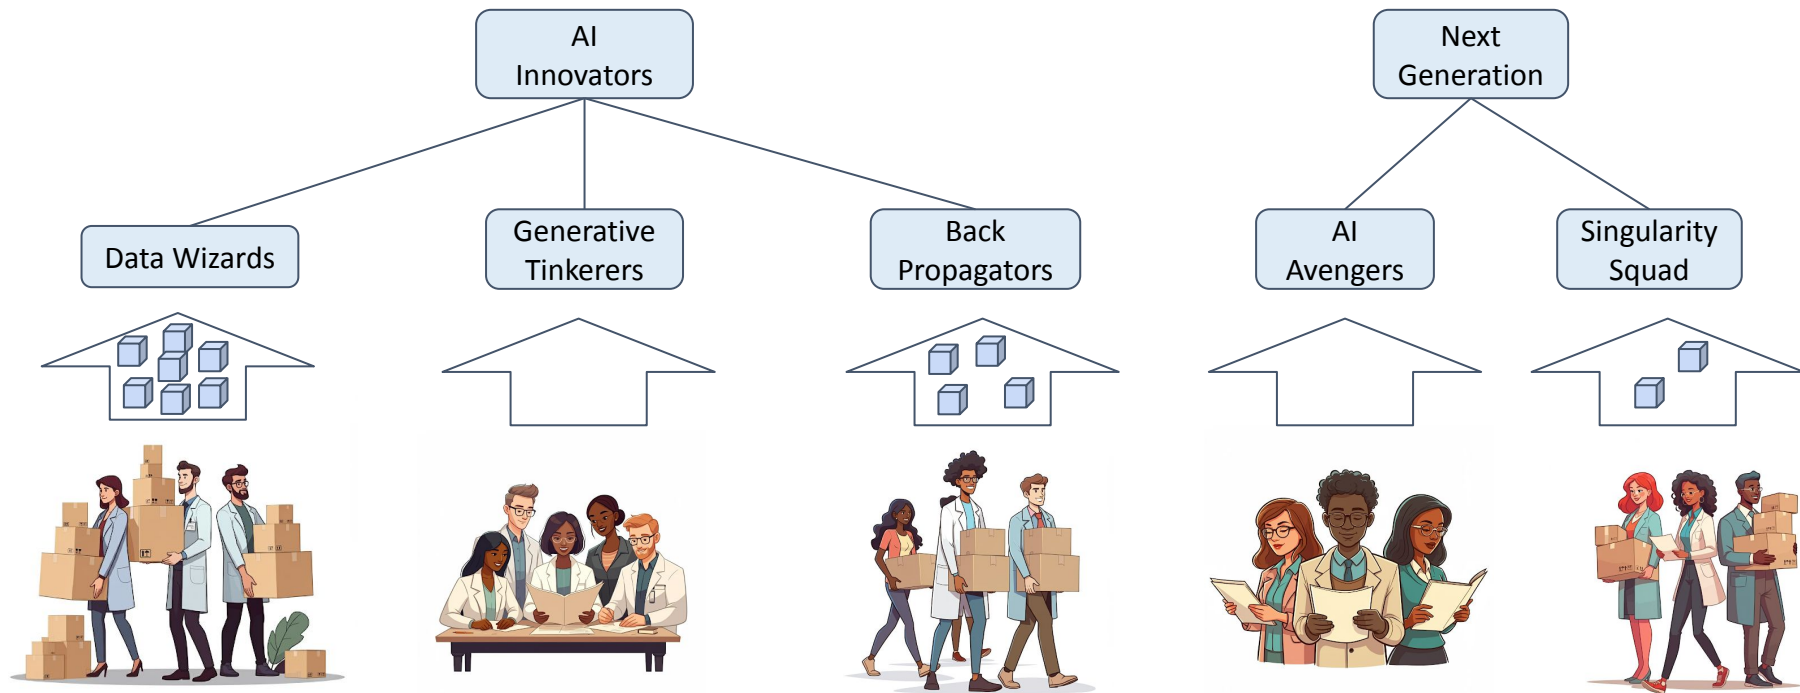 AI
Innovators
Next
Generation
Data Wizards
Generative
Tinkerers
Back
Propagators
AI
Avengers
Singularity
Squad